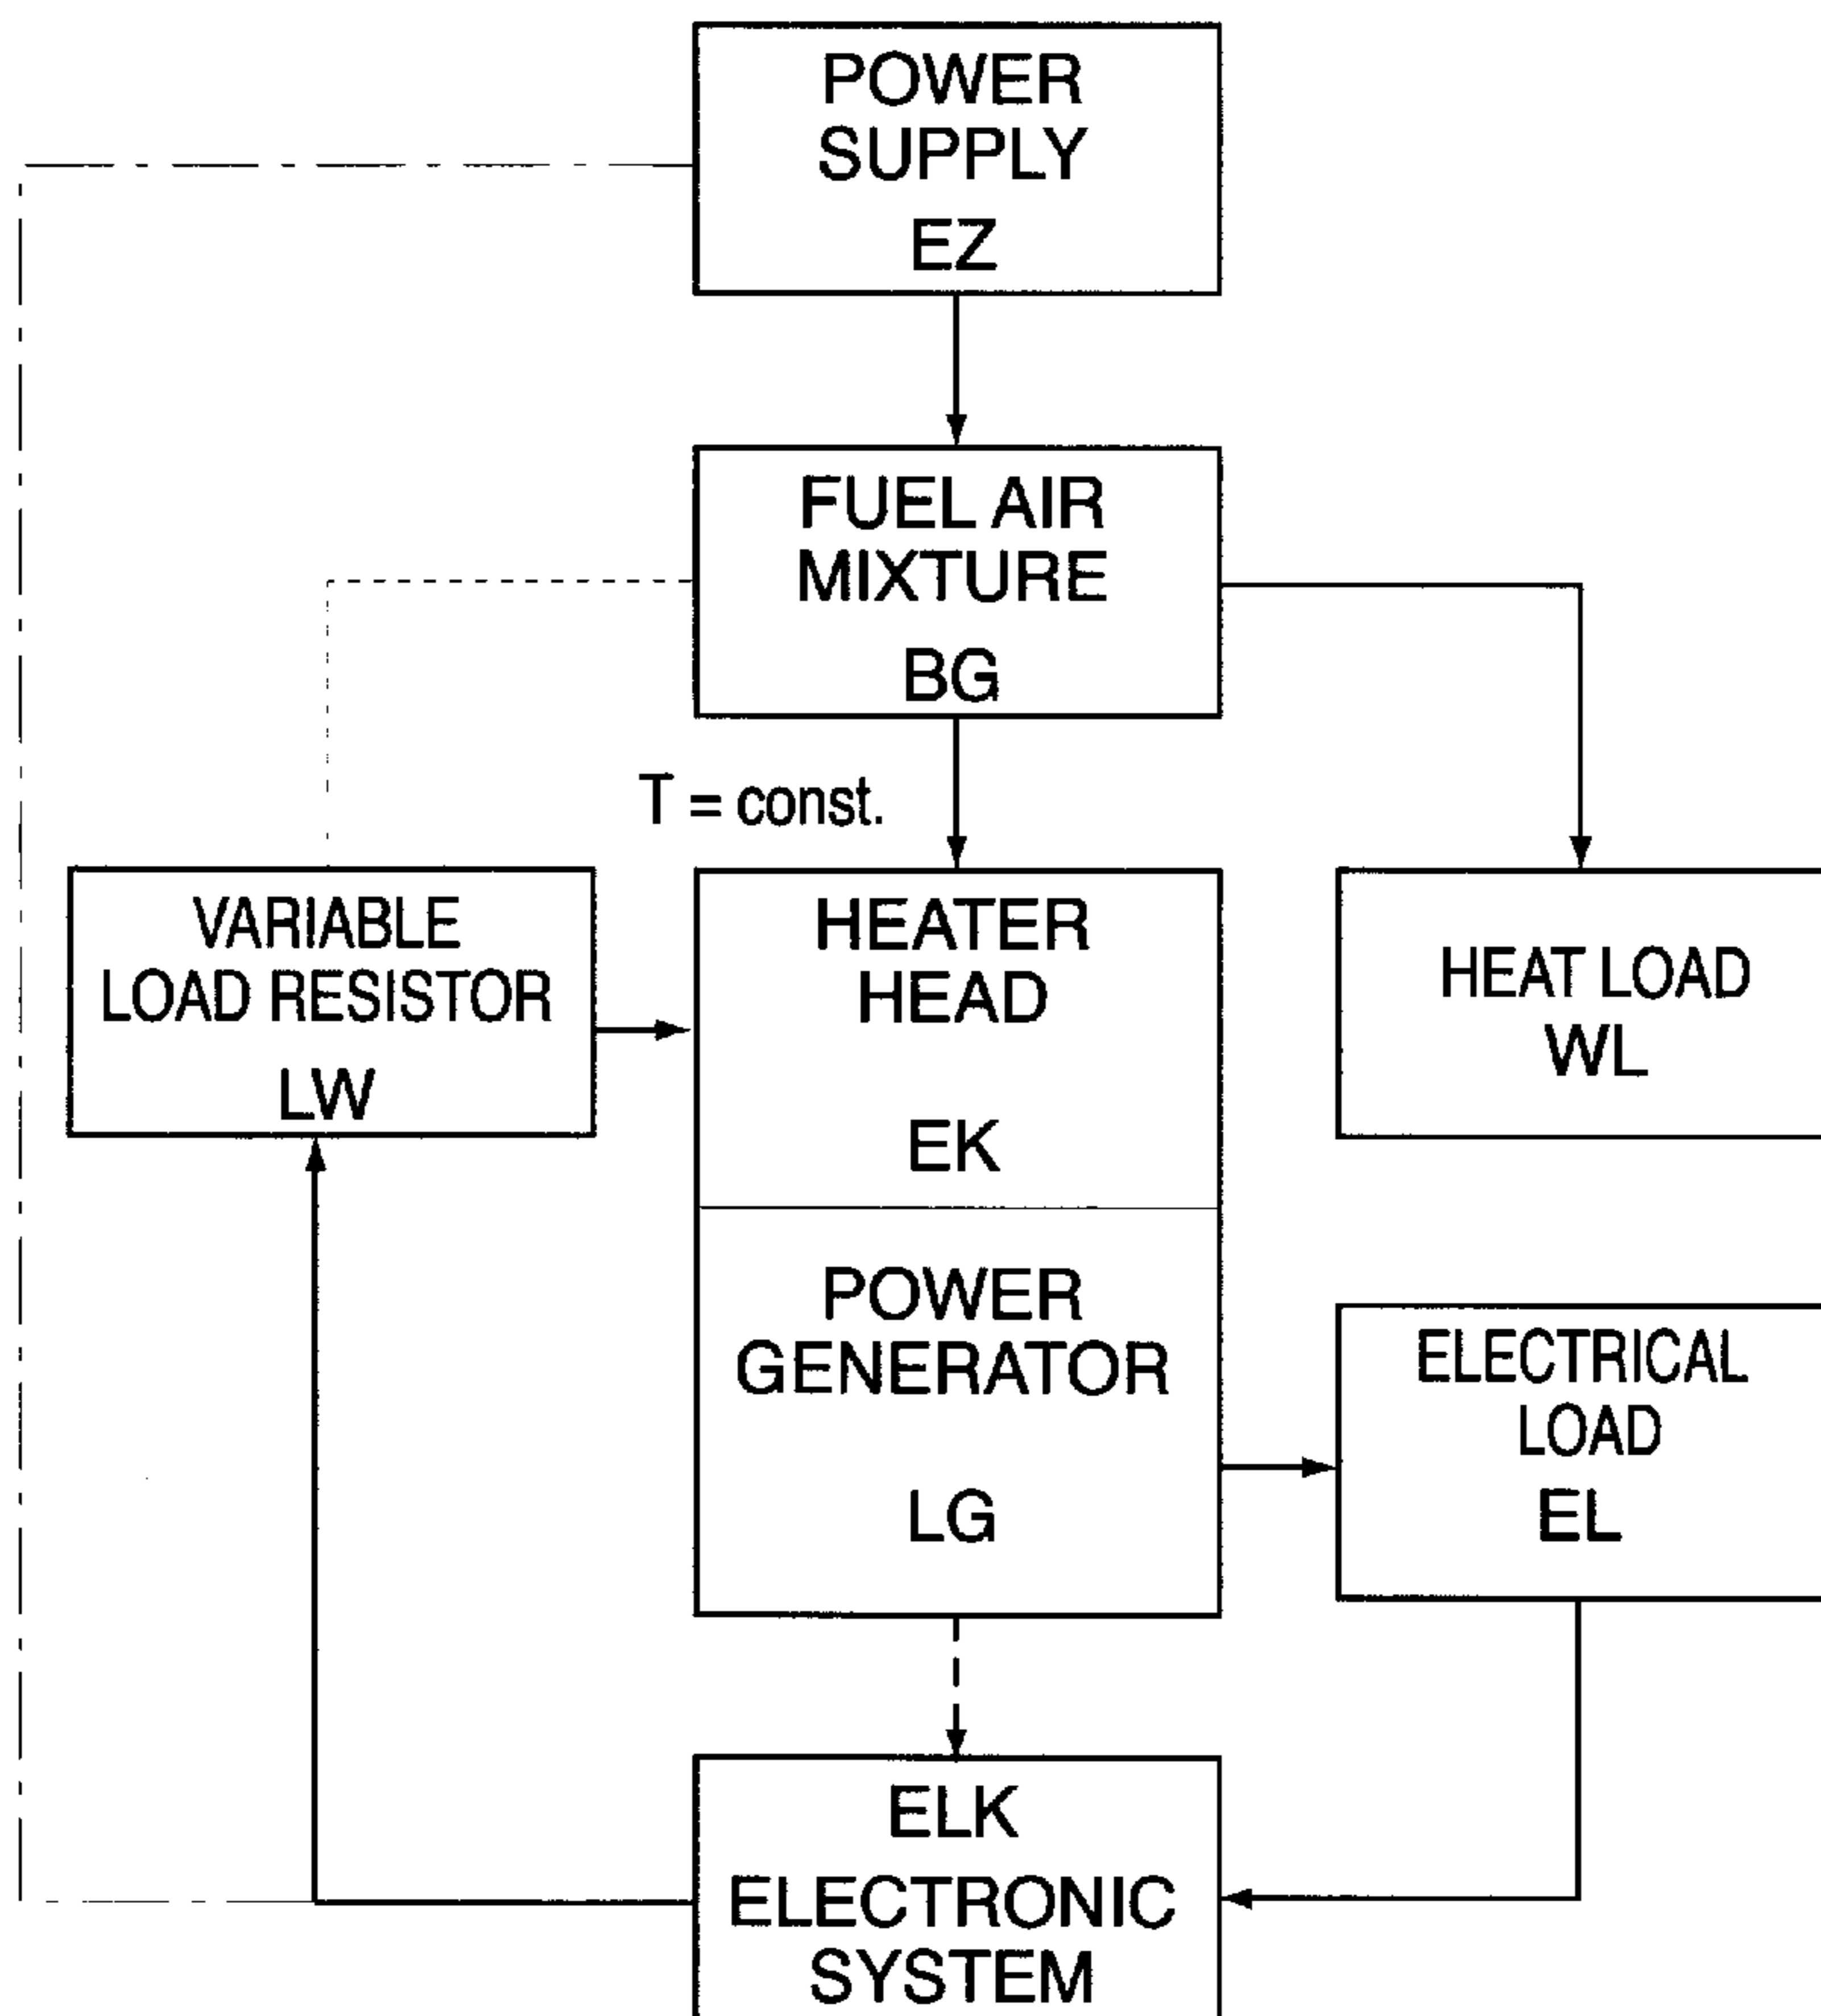 POWER
SUPPLY
EZ
FUEL AIR
MIXTURE
BG
T = const.
VARIABLE
LOAD RESISTOR
LW
HEATER
HEAD
EK
HEAT LOAD
WL
POWER
GENERATOR
LG
ELECTRICAL
LOAD
EL
ELK
ELECTRONIC
SYSTEM